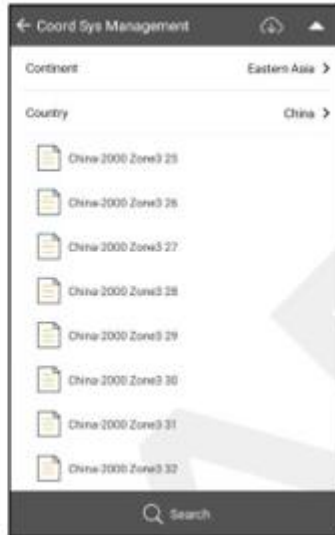 Coord Sys Management
Continent Eastern Asia >
Country China >
China-2000 Zone3 25
China-2000 Zone3 26
China-2000 Zone3 27
China-2000 Zone3 28
China-2000 Zone3 29
China-2000 Zone3 30
China-2000 Zone3 31
China-2000 Zone3 32
Search